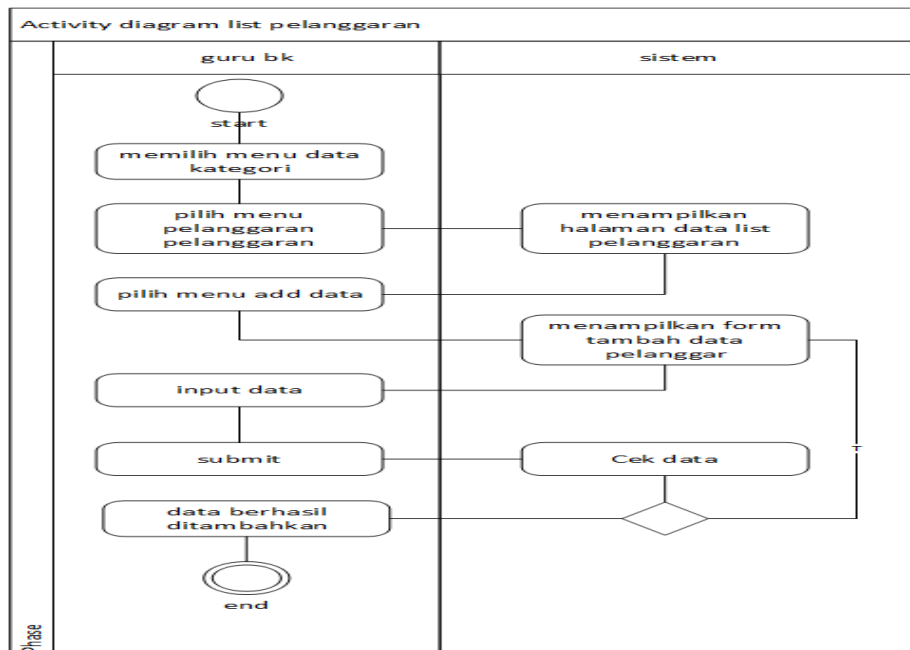 Activity diagram list pelanggaran
guru bk
sistem
start
memilih menu data
kategori
pilih menu
pelanggaran
pelanggaran
menampilkan
halaman data list
pelanggaran
pilih menu add data
menampilkan form
tambah data
pelanggar
input data
T
submit
Cek data
data berhasil
ditambahkan
end
Phase